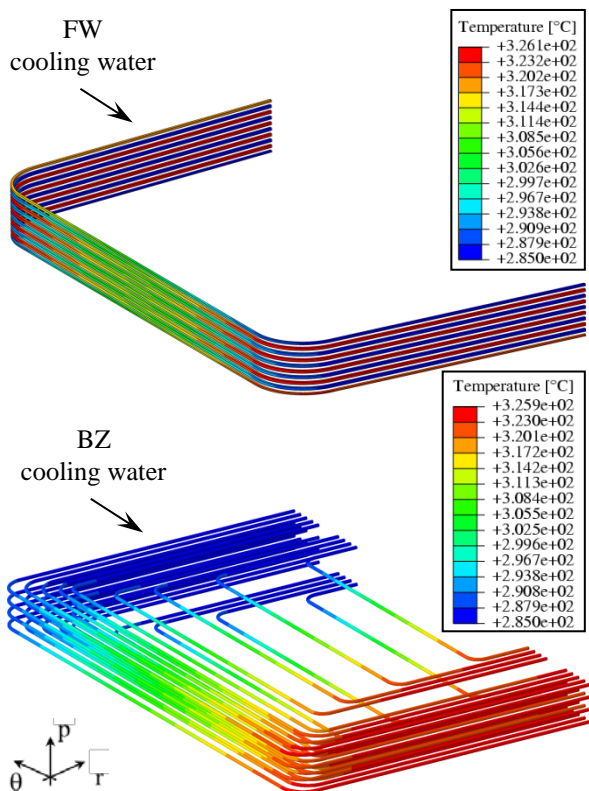 FW
cooling water
Temperature [°C]
+3.261e+02
+3.232e+02
+3.202e+02
+3.173e+02
+3.144e+02
+3.114e+02
+3.085e+02
+3.056e+02
+3.026e+02
+2.997e+02
+2.967e+02
+2.938e+02
+2.909e+02
+2.879e+02
+2.850e+02
BZ
cooling water
Temperature [°C]
+3.259e+02
+3.230e+02
+3.201e+02
+3.172e+02
+3.142e+02
+3.113e+02
+3.084e+02
+3.055e+02
+3.025e+02
+2.996e+02
+2.967e+02
+2.938e+02
+2.908e+02
+2.879e+02
+2.850e+02
p
θ
r